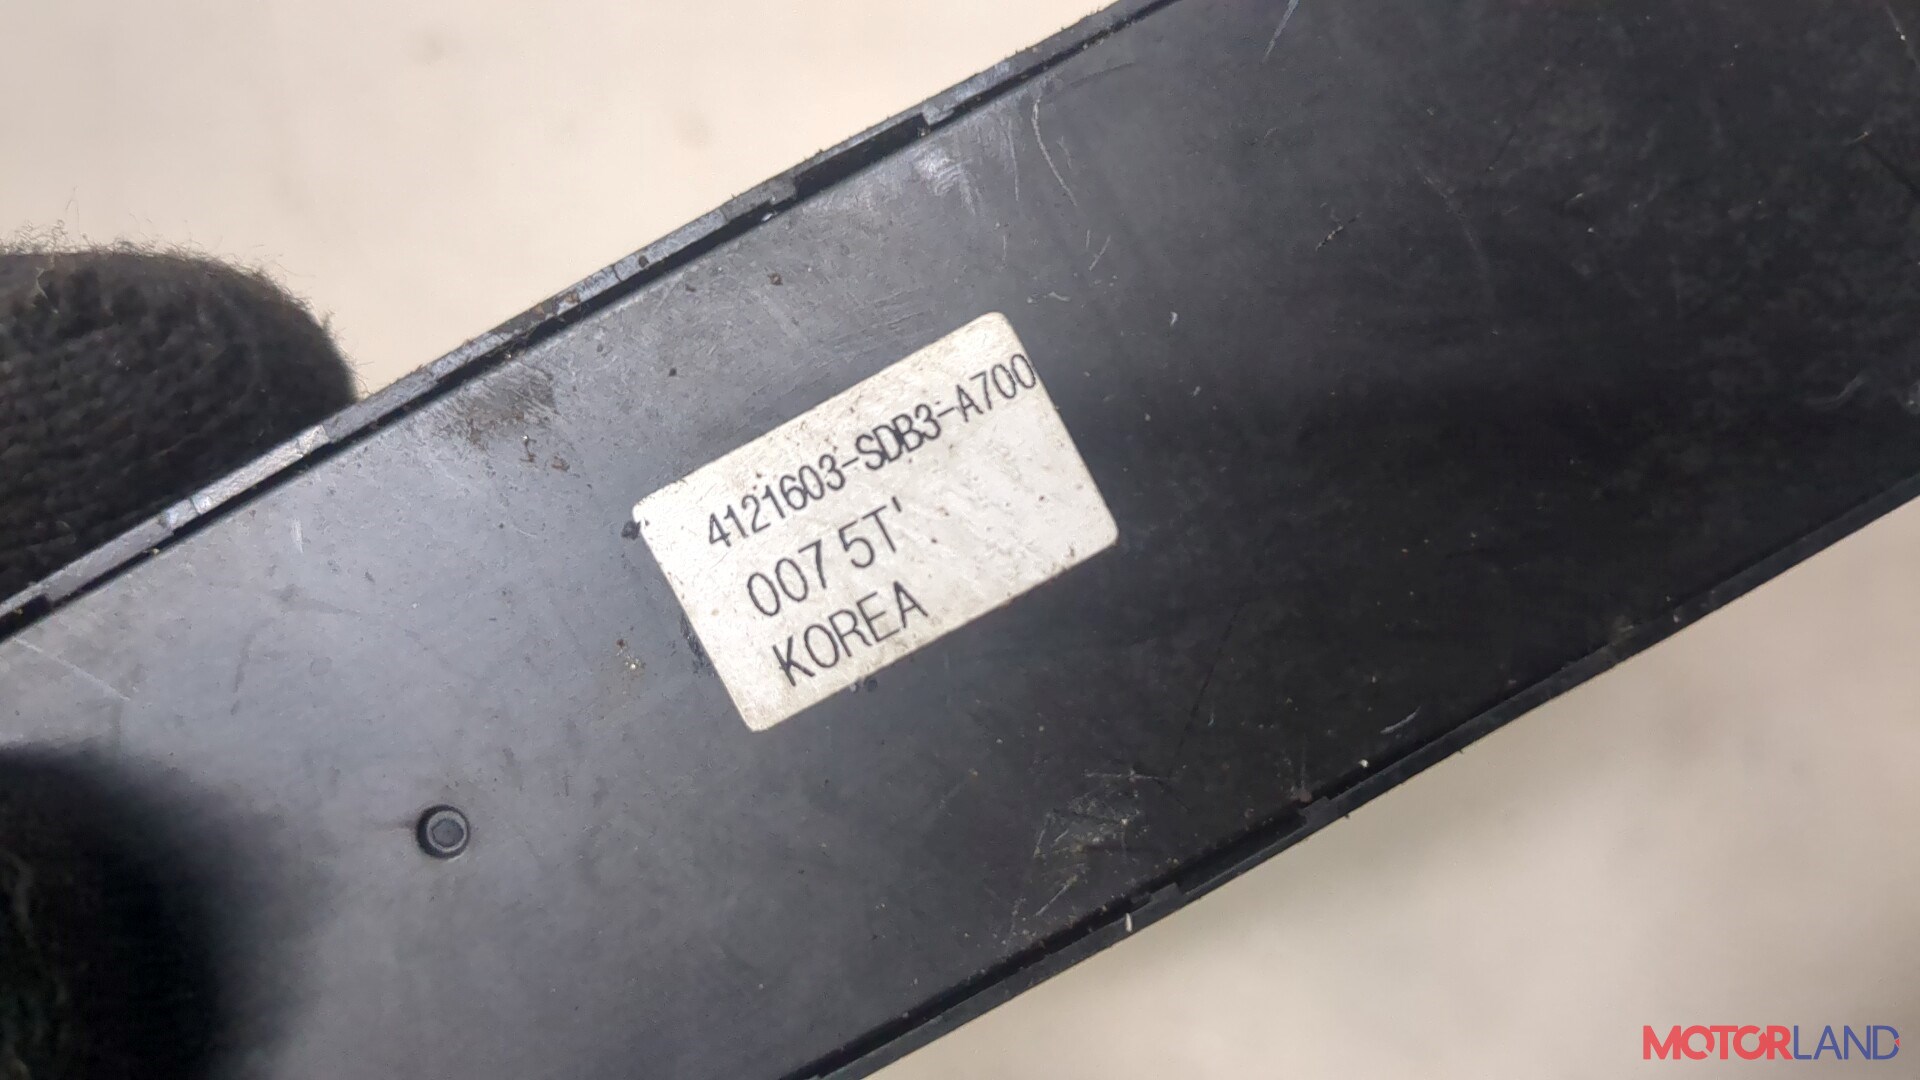 4121603-SDB3-A700
007 5T'
KOREA
MOTORLAND